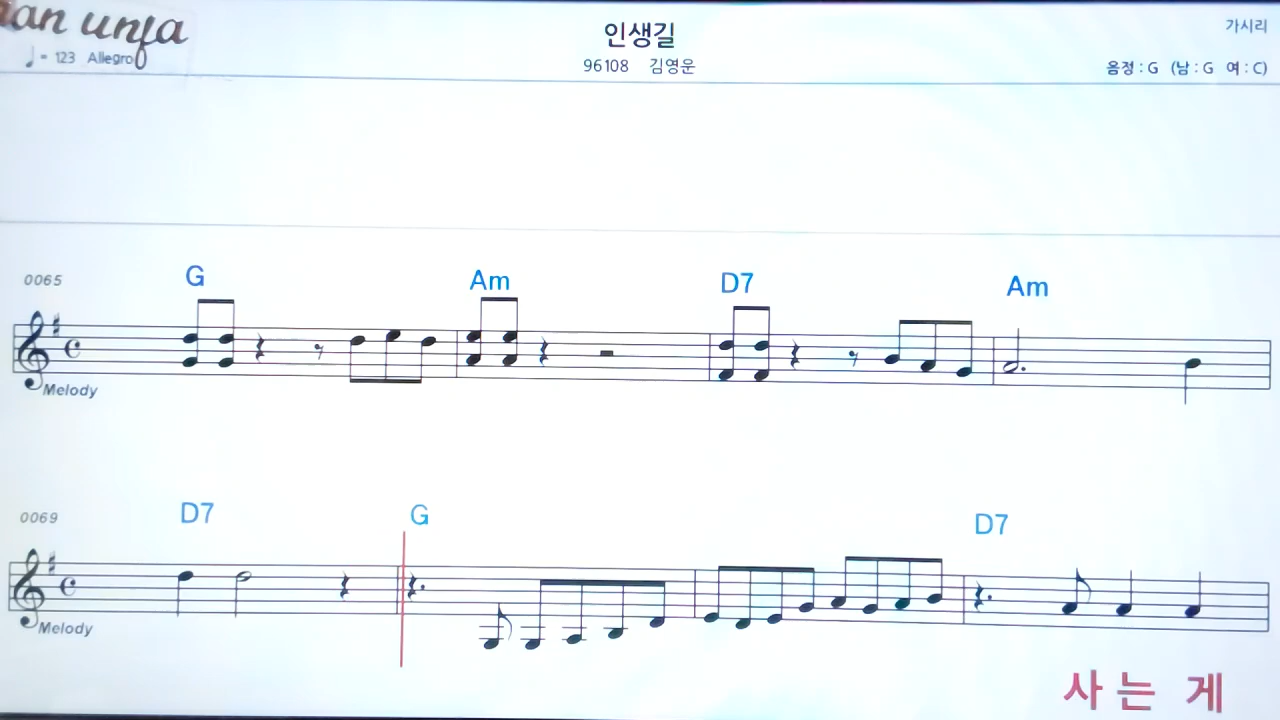 an unja
♩ = 123 Allegro
인생길
96108 김영운
가시리
음정 : G (남 : G 여 : C)
0065
G Am D7 Am
Melody
0069
D7 G D7
Melody
사 는 게